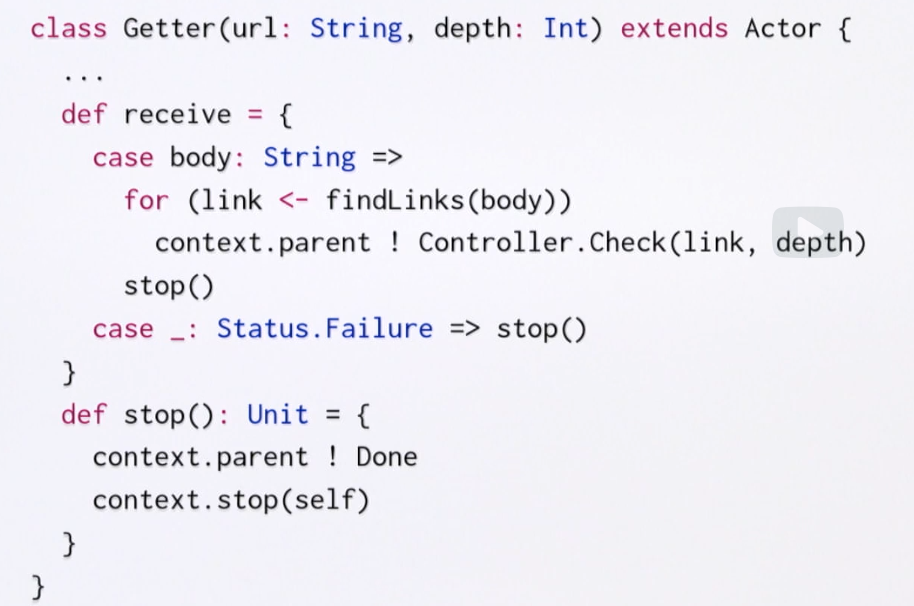 class Getter(url: String, depth: Int) extends Actor {
...
def receive = {
case body: String =>
for (link <- findLinks(body))
context.parent ! Controller.Check(link, depth)
stop()
case _: Status.Failure => stop()
}
def stop(): Unit = {
context.parent ! Done
context.stop(self)
}
}